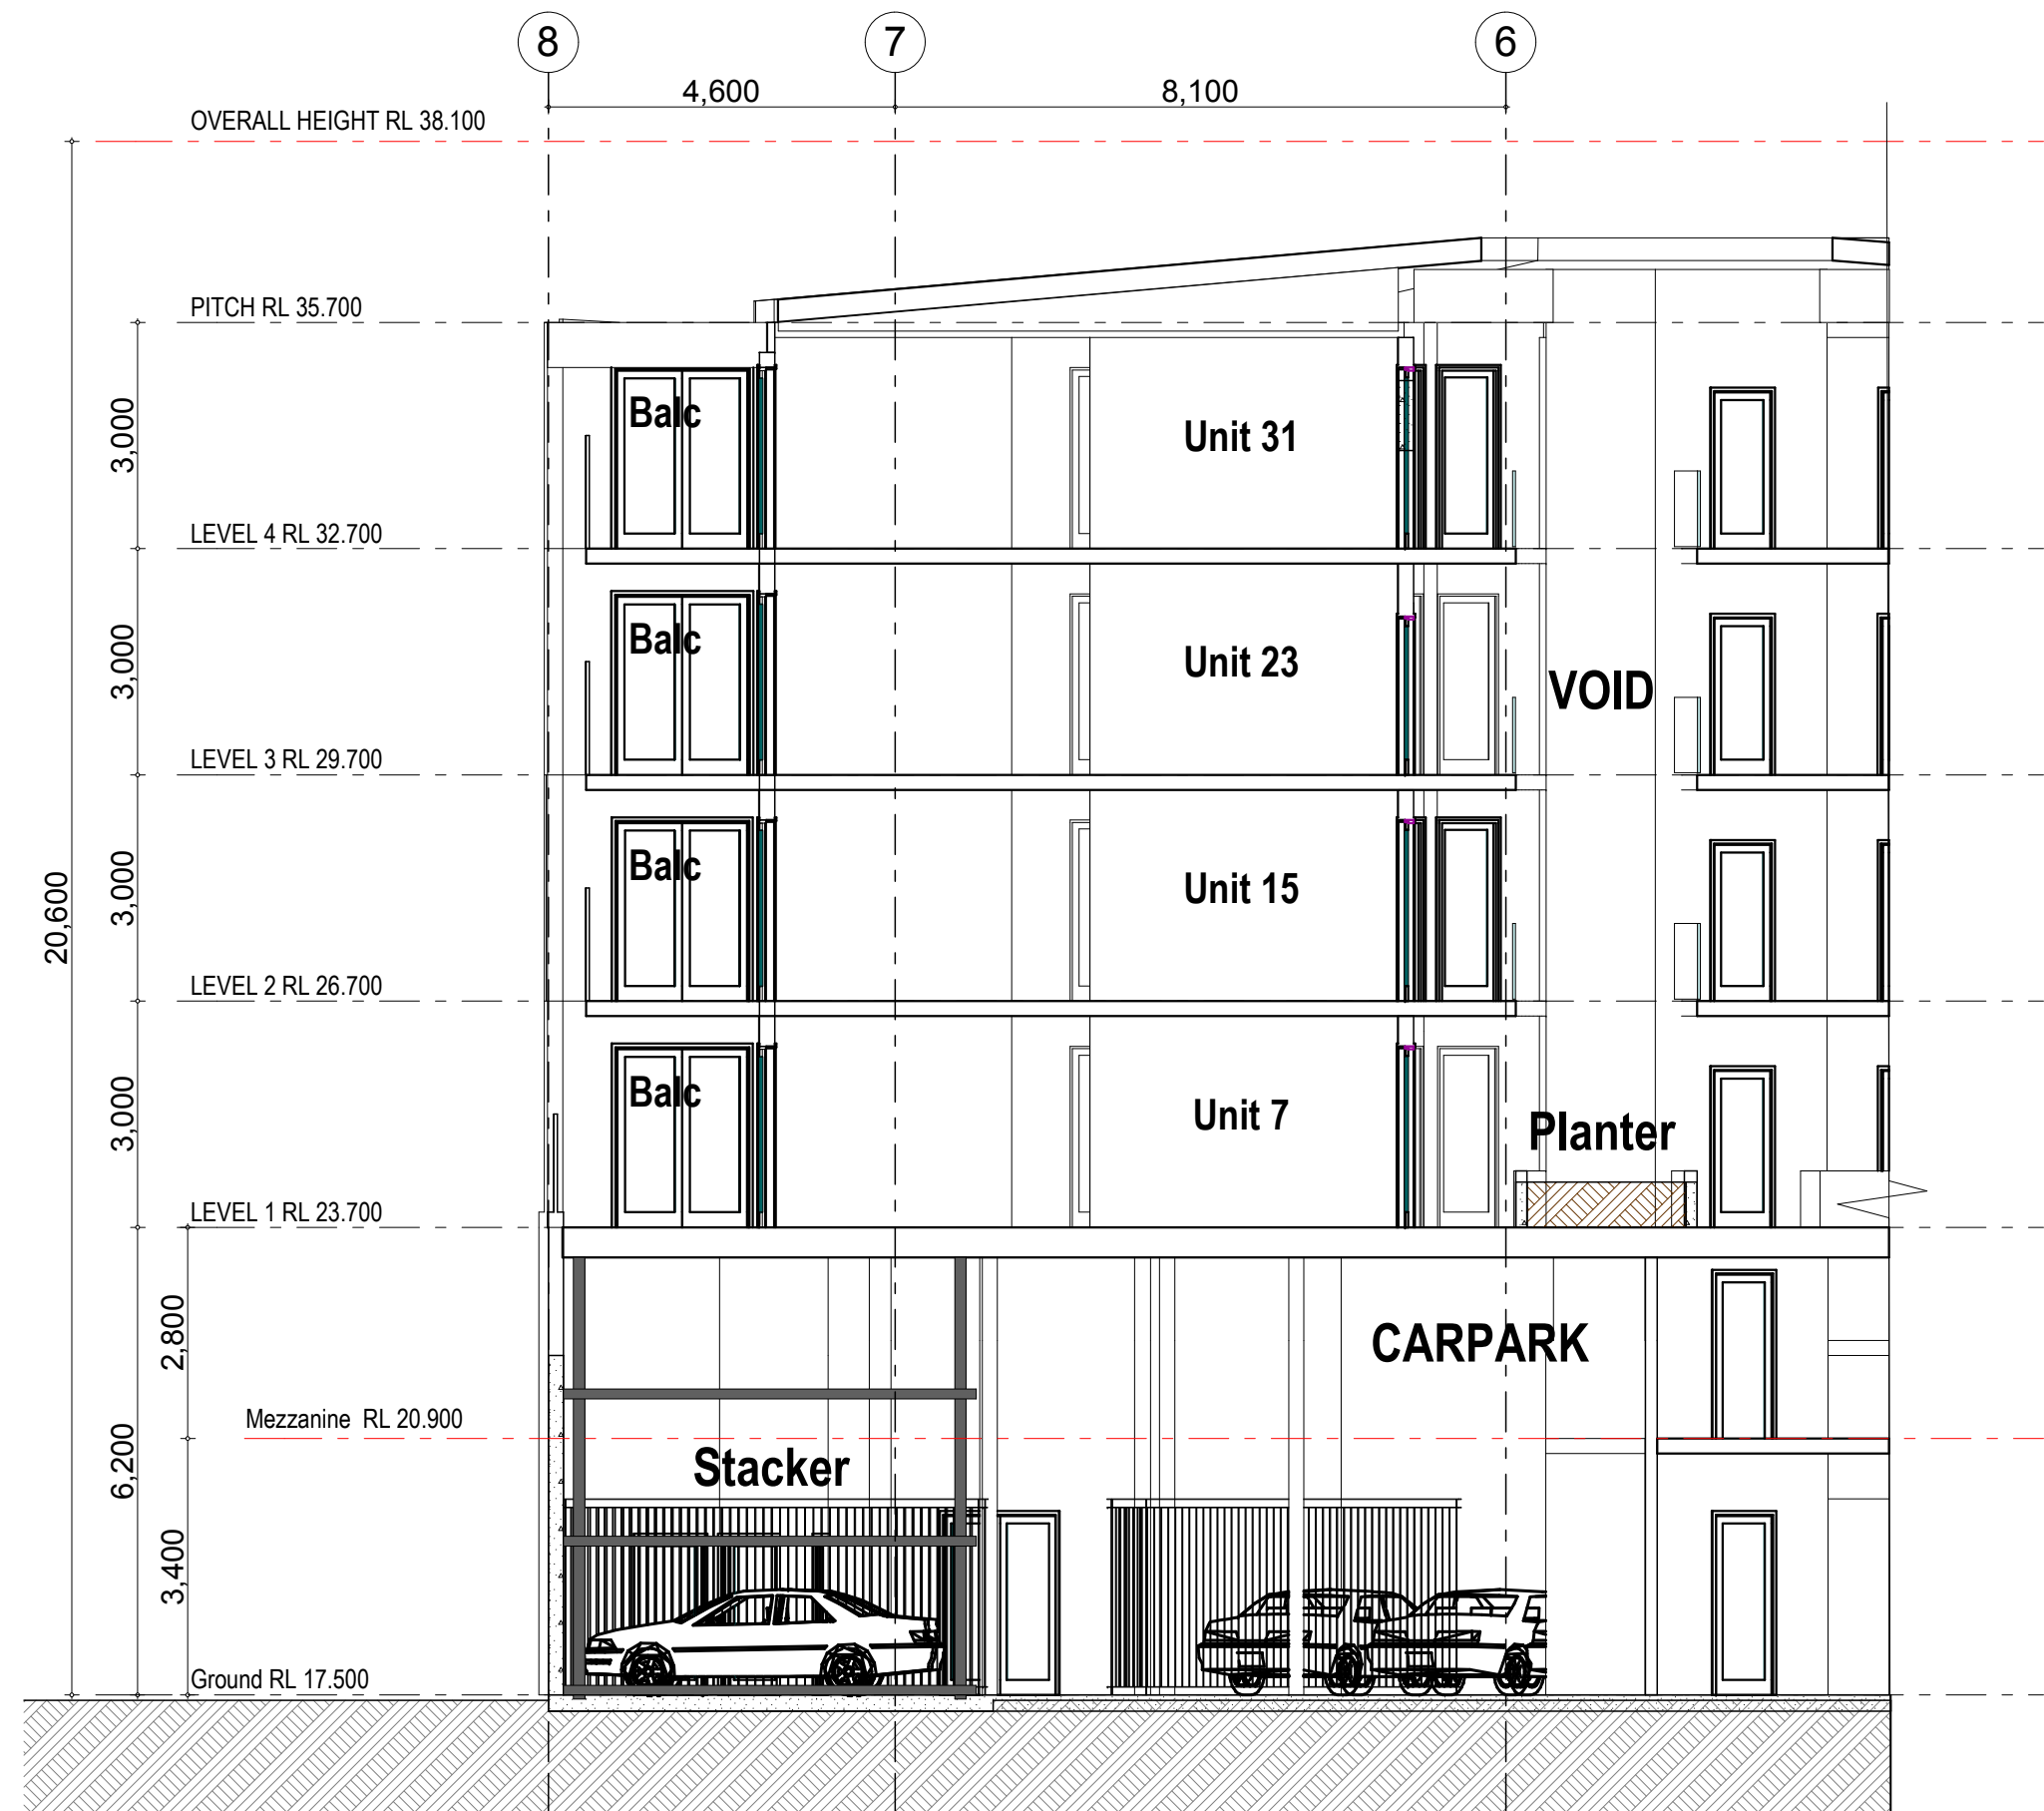 8
7
6
4,600
8,100
OVERALL HEIGHT RL 38.100
PITCH RL 35.700
3,000
Balc
Unit 31
LEVEL 4 RL 32.700
3,000
Balc
Unit 23
VOID
LEVEL 3 RL 29.700
20,600
3,000
Balc
Unit 15
LEVEL 2 RL 26.700
3,000
Balc
Unit 7
Planter
LEVEL 1 RL 23.700
2,800
CARPARK
Mezzanine RL 20.900
6,200
Stacker
3,400
Ground RL 17.500